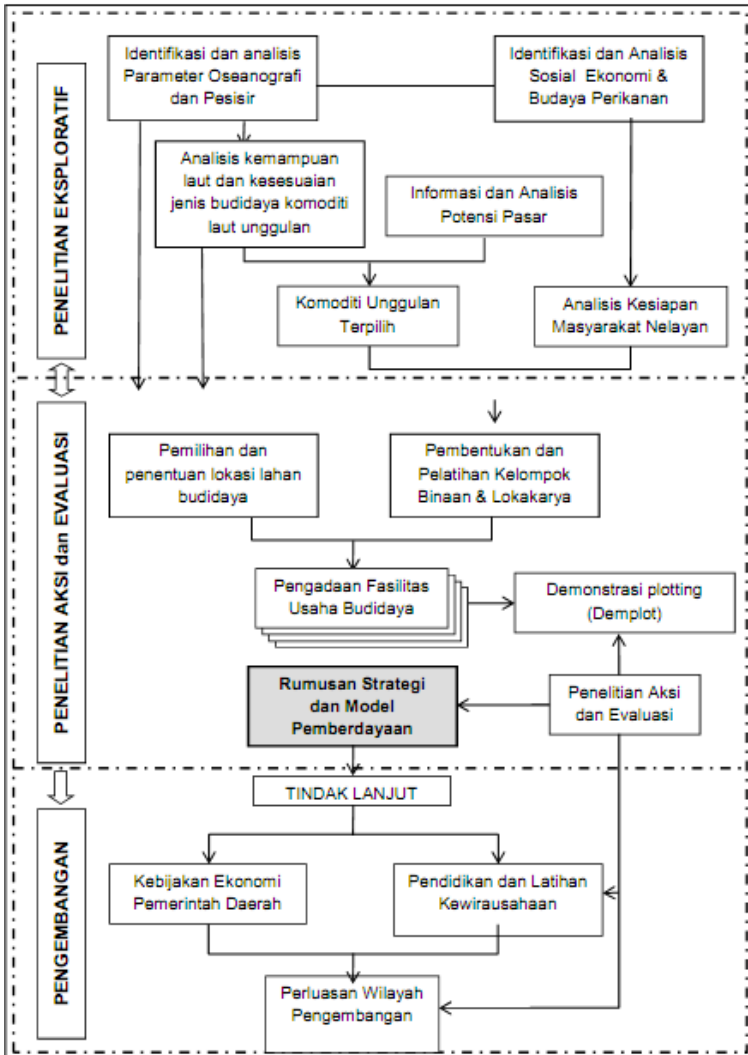 PENELITIAN EKSPLORATIF
Identifikasi dan analisis
Parameter Oseanografi
dan Pesisir
Identifikasi dan Analisis
Sosial Ekonomi &
Budaya Perikanan
Analisis kemampuan
laut dan kesesuaian
jenis budidaya komoditi
laut unggulan
Informasi dan Analisis
Potensi Pasar
Komoditi Unggulan
Terpilih
Analisis Kesiapan
Masyarakat Nelayan
PENELITIAN AKSI dan EVALUASI
Pemilihan dan
penentuan lokasi lahan
budidaya
Pembentukan dan
Pelatihan Kelompok
Binaan & Lokakarya
Pengadaan Fasilitas
Usaha Budidaya
Demonstrasi plotting
(Demplot)
Rumusan Strategi
dan Model
Pemberdayaan
Penelitian Aksi
dan Evaluasi
PENGEMBANGAN
TINDAK LANJUT
Kebijakan Ekonomi
Pemerintah Daerah
Pendidikan dan Latihan
Kewirausahaan
Perluasan Wilayah
Pengembangan